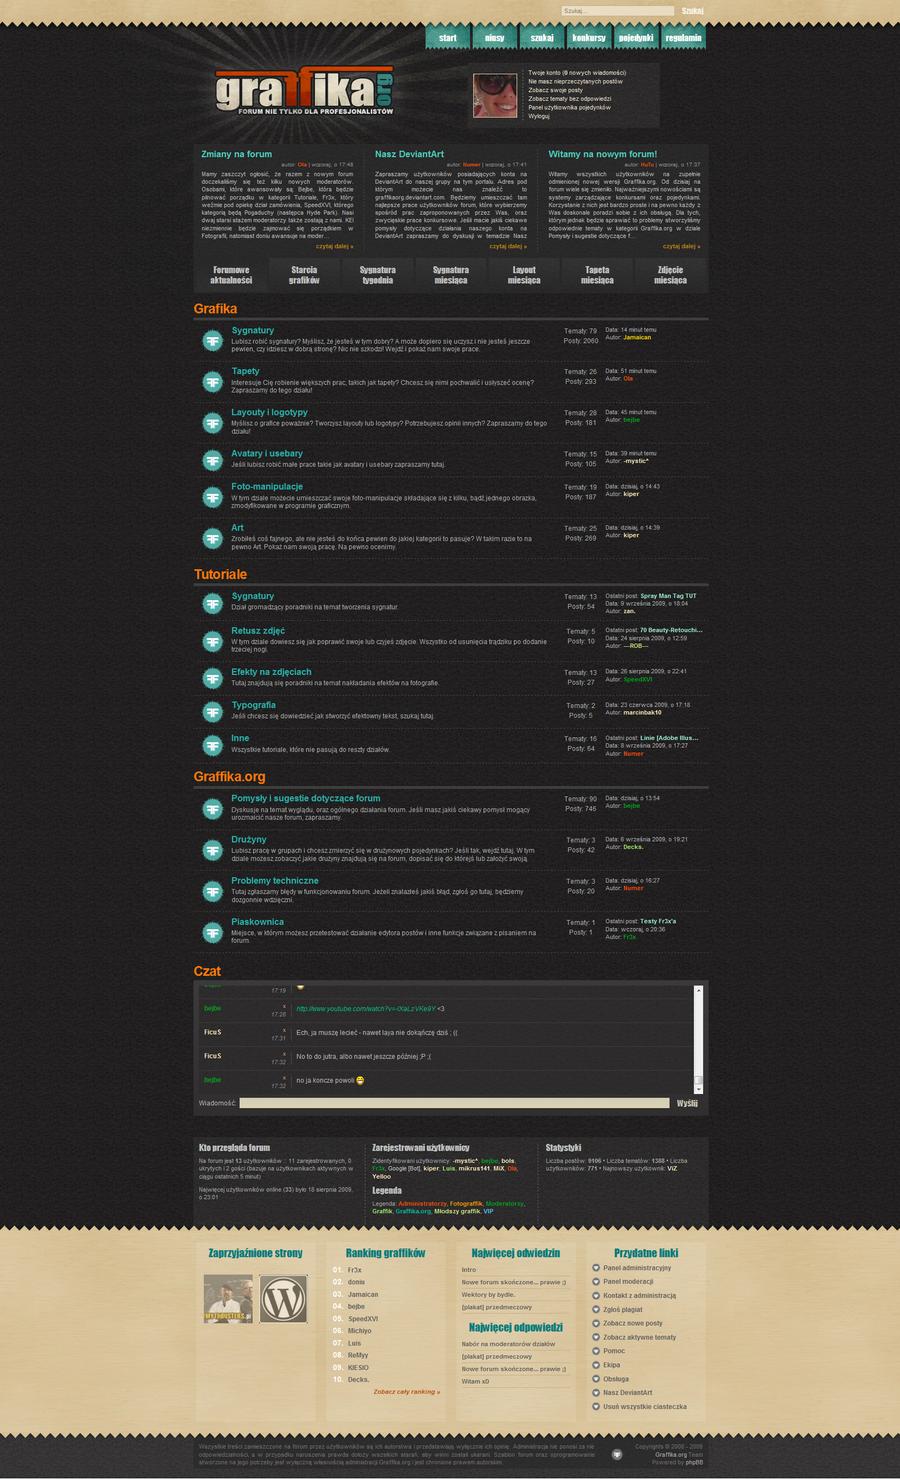 Szukaj...
Szukaj
start
niusy
szukaj
konkursy
pojedynki
regulamin
graffika.org
FORUM NIE TYLKO DLA PROFESJONALISTÓW
Twoje konto (0 nowych wiadomości)
Nie masz nieprzeczytanych postów
Zobacz swoje posty
Zobacz tematy bez odpowiedzi
Panel użytkownika pojedynków
Wyloguj
Zmiany na forum
autor: Ola | wczoraj, o 17:48
Mamy zaszczyt ogłosić, że razem z nowym forum
doczekaliśmy się też kilku nowych moderatorów.
Osobami, które awansowały są: Bejbe, która będzie
pilnować porządku w kategorii Tutoriale, Fr3x, który
weźmie pod opiekę dział zamówienia, SpeedXVI, którego
kategorią będą Pogaduchy (następca Hyde Park). Nasi
dwaj starsi stażem moderatorzy także zostają z nami. KEI
niezmiennie będzie zajmować się porządkiem w
Fotografii, natomiast doniu awansuje na moder...
czytaj dalej »
Nasz DeviantArt
autor: Numer | wczoraj, o 17:41
Zapraszamy użytkowników posiadających konta na
DeviantArt do naszej grupy na tym portalu. Adres pod
którym możecie nas znaleźć to
graffikaorg.deviantart.com. Będziemy umieszczać tam
najlepsze prace użytkowników forum, które wybierzemy
spośród prac zaproponowanych przez Was, oraz
zwycięskie prace konkursowe. Jeśli macie jakiś ciekawe
pomysły dotyczące działania naszego konta na
DeviantArt zapraszamy do dyskusji w temadzie Nasz
czytaj dalej »
Witamy na nowym forum!
autor: HuTu | wczoraj, o 17:37
Witamy wszystkich użytkowników na zupełnie
odmienionej nowej wersji Graffika.org. Od dzisiaj na
forum wiele się zmieniło. Najważniejszymi nowościami są
systemy zarządzające konkursami oraz pojedynkami.
Korzystanie z nich jest bardzo proste i na pewno każdy z
Was doskonale poradzi sobie z ich obsługą. Dla tych,
którym jednak będzie sprawiać to problemy stworzyliśmy
odpowiednie tematy w kategorii Graffika.org w dziale
Pomysły i sugestie dotyczące f...
czytaj dalej »
Forumowe aktualności
Starcia grafików
Sygnatura tygodnia
Sygnatura miesiąca
Layout miesiąca
Tapeta miesiąca
Zdjęcie miesiąca
Grafika
Sygnatury
Lubisz robić sygnatury? Myślisz, że jesteś w tym dobry? A może dopiero się uczysz i nie jesteś jeszcze
pewien, czy idziesz w dobrą stronę? Nic nie szkodzi! Wejdź i pokaż nam swoje prace.
Tematy: 79
Posty: 2060
Data: 14 minut temu
Autor: Jamaican
Tapety
Interesuje Cię robienie większych prac, takich jak tapety? Chcesz się nimi pochwalić i usłyszeć ocenę?
Zapraszamy do tego działu!
Tematy: 26
Posty: 293
Data: 51 minut temu
Autor: Ola
Layouty i logotypy
Myślisz o grafice poważnie? Tworzysz layouty lub logotypy? Potrzebujesz opinii innych? Zapraszamy do tego
działu!
Tematy: 28
Posty: 181
Data: 45 minut temu
Autor: bejbe
Avatary i usebary
Jeśli lubisz robić małe prace takie jak avatary i usebary zapraszamy tutaj.
Tematy: 15
Posty: 105
Data: 39 minut temu
Autor: -mystic^
Foto-manipulacje
W tym dziale możecie umieszczać swoje foto-manipulacje składające się z kilku, bądź jednego obrazka,
zmodyfikowane w programie graficznym.
Tematy: 19
Posty: 187
Data: dzisiaj, o 14:43
Autor: kiper
Art
Zrobiłeś coś fajnego, ale nie jesteś do końca pewien do jakiej kategorii to pasuje? W takim razie to na
pewno Art. Pokaż nam swoją pracę. Na pewno ocenimy.
Tematy: 25
Posty: 269
Data: dzisiaj, o 14:39
Autor: kiper
Tutoriale
Sygnatury
Dział gromadzący poradniki na temat tworzenia sygnatur.
Tematy: 13
Posty: 54
Ostatni post: Spray Man Tag TUT
Data: 9 września 2009, o 18:04
Autor: zan.
Retusz zdjęć
W tym dziale dowiesz się jak poprawić swoje lub czyjeś zdjęcie. Wszystko od usunięcia trądziku po dodanie
trzeciej nogi.
Tematy: 5
Posty: 10
Ostatni post: 70 Beauty-Retouchi...
Data: 24 sierpnia 2009, o 12:59
Autor: ---ROB---
Efekty na zdjęciach
Tutaj znajdują się poradniki na temat nakładania efektów na fotografie.
Tematy: 13
Posty: 27
Data: 26 sierpnia 2009, o 22:41
Autor: SpeedXVI
Typografia
Jeśli chcesz się dowiedzieć jak stworzyć efektowny tekst, szukaj tutaj.
Tematy: 2
Posty: 5
Data: 23 czerwca 2009, o 17:18
Autor: marcinbak10
Inne
Wszystkie tutoriale, które nie pasują do reszty działów.
Tematy: 16
Posty: 64
Ostatni post: Linie [Adobe Illus...
Data: 8 września 2009, o 17:27
Autor: Numer
Graffika.org
Pomysły i sugestie dotyczące forum
Dyskusje na temat wyglądu, oraz ogólnego działania forum. Jeśli masz jakiś ciekawy pomysł mogący
urozmaicić nasze forum, zapraszamy.
Tematy: 90
Posty: 746
Data: dzisiaj, o 13:54
Autor: bejbe
Drużyny
Lubisz pracę w grupach i chcesz zmierzyć się w drużynowych pojedynkach? Jeśli tak, wejdź tutaj. W tym
dziale możesz zobaczyć jakie drużyny znajdują się na forum, dopisać się do którejś lub założyć swoją.
Tematy: 3
Posty: 42
Data: 6 września 2009, o 19:21
Autor: Decks.
Problemy techniczne
Tutaj zgłaszamy błędy w funkcjonowaniu forum. Jeżeli znalazłeś jakiś błąd, zgłoś go tutaj, będziemy
dozgonnie wdzięczni.
Tematy: 3
Posty: 20
Data: dzisiaj, o 16:27
Autor: Numer
Piaskownica
Miejsce, w którym możesz przetestować działanie edytora postów i inne funkcje związane z pisaniem na
forum.
Tematy: 1
Posty: 1
Ostatni post: Testy Fr3x'a
Data: wczoraj, o 20:36
Autor: Fr3x
Czat
17:19
bejbe x 17:28 <3
FicuS x 17:31 Ech, ja muszę lecieć - nawet laya nie dokańczę dziś ; ((
FicuS x 17:32 No to do jutra, albo nawet jeszcze później ;P ;(
bejbe x 17:32 no ja koncze powoli
Wiadomość:
Wyślij
Kto przegląda forum
Na forum jest 13 użytkowników :: 11 zarejestrowanych, 0
ukrytych i 2 gości (bazuje na użytkownikach aktywnych w
ciągu ostatnich 5 minut)
Najwięcej użytkowników online (33) było 18 sierpnia 2009,
o 23:01
Zarejestrowani użytkownicy
Zidentyfikowani użytkownicy: -mystic^, bejbe, bols,
Fr3x, Google [Bot], kiper, Luis, mikrus141, MiX, Ola,
Yelloo
Legenda
Legenda: Administratorzy, Fotograffik, Moderatorzy,
Graffik, Graffika.org, Młodszy graffik, VIP
Statystyki
Liczba postów: 9106 • Liczba tematów: 1388 • Liczba
użytkowników: 771 • Najnowszy użytkownik: ViZ
Zaprzyjaźnione strony
MYTHBUSTERS.pl
Ranking graffików
01. Fr3x
02. doniu
03. Jamaican
04. bejbe
05. SpeedXVI
06. Michiyo
07. Luis
08. ReMyy
09. KIESIO
10. Decks.
Zobacz cały ranking »
Najwięcej odwiedzin
Intro
Nowe forum skończone... prawie ;)
Wektory by bydle.
[plakat] przedmeczowy
Najwięcej odpowiedzi
Nabór na moderatorów działów
[plakat] przedmeczowy
Nowe forum skończone... prawie ;)
Witam xD
Przydatne linki
Panel administracyjny
Panel moderacji
Kontakt z administracją
Zgłoś plagiat
Zobacz nowe posty
Zobacz aktywne tematy
Pomoc
Ekipa
Obsługa
Nasz DeviantArt
Usuń wszystkie ciasteczka
Wszystkie treści zamieszczone na forum przez użytkowników są ich autorstwa i przedstawiają wyłącznie ich opinię. Administracja nie ponosi za nie
odpowiedzialności, a w przypadku naruszenia prawda dołoży wszelkich starań, aby winni zostali ukarani. Szablon forum oraz oprogramowanie
stworzone na jego potrzeby jest wyłączną własnością administracji Graffika.org i jest chronione prawem autorskim.
Copyrights © 2008 - 2009
Graffika.org Team
Powered by phpBB